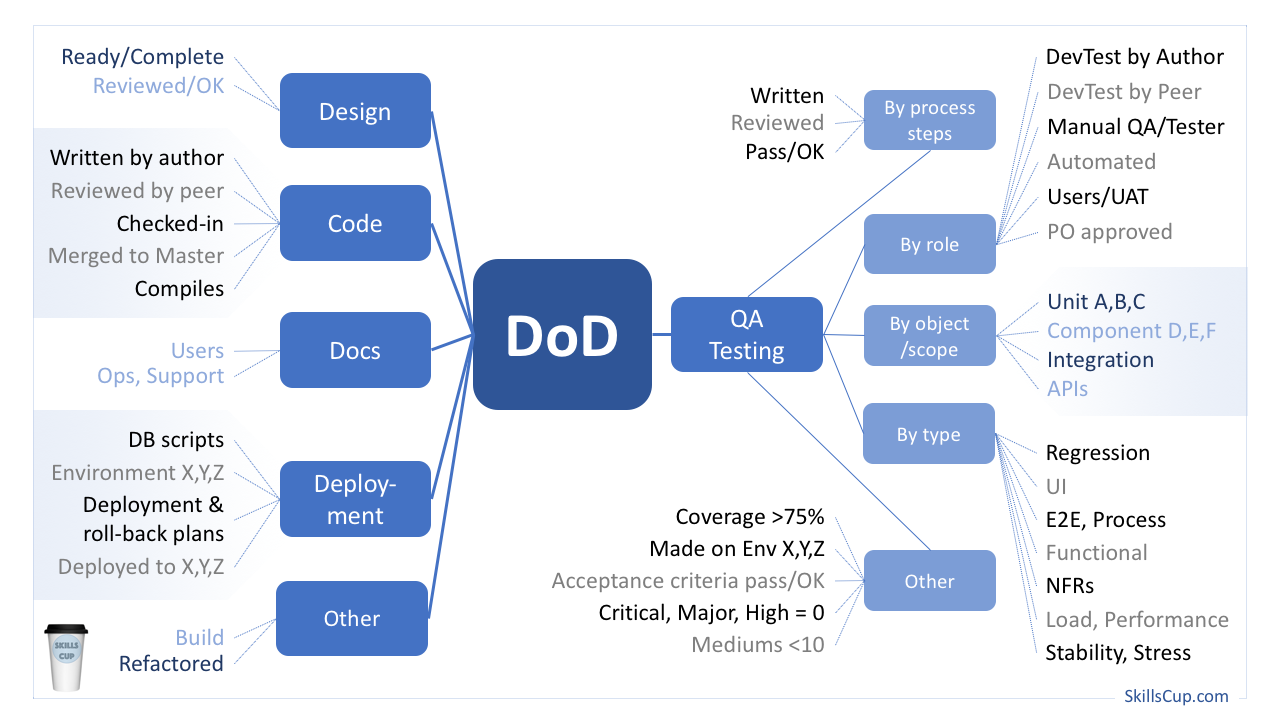 Ready/Complete
Reviewed/OK
Design
Written by author
Reviewed by peer
Checked-in
Merged to Master
Compiles
Code
Users
Ops, Support
Docs
DB scripts
Environment X,Y,Z
Deployment &
roll-back plans
Deployed to X,Y,Z
Deploy-
ment
Build
Refactored
Other
SKILLS
CUP
DoD
QA
Testing
Written
Reviewed
Pass/OK
By process
steps
By role
DevTest by Author
DevTest by Peer
Manual QA/Tester
Automated
Users/UAT
PO approved
By object
/scope
Unit A,B,C
Component D,E,F
Integration
APIs
By type
Regression
UI
E2E, Process
Functional
NFRs
Load, Performance
Stability, Stress
Coverage >75%
Made on Env X,Y,Z
Acceptance criteria pass/OK
Critical, Major, High = 0
Mediums <10
Other
SkillsCup.com